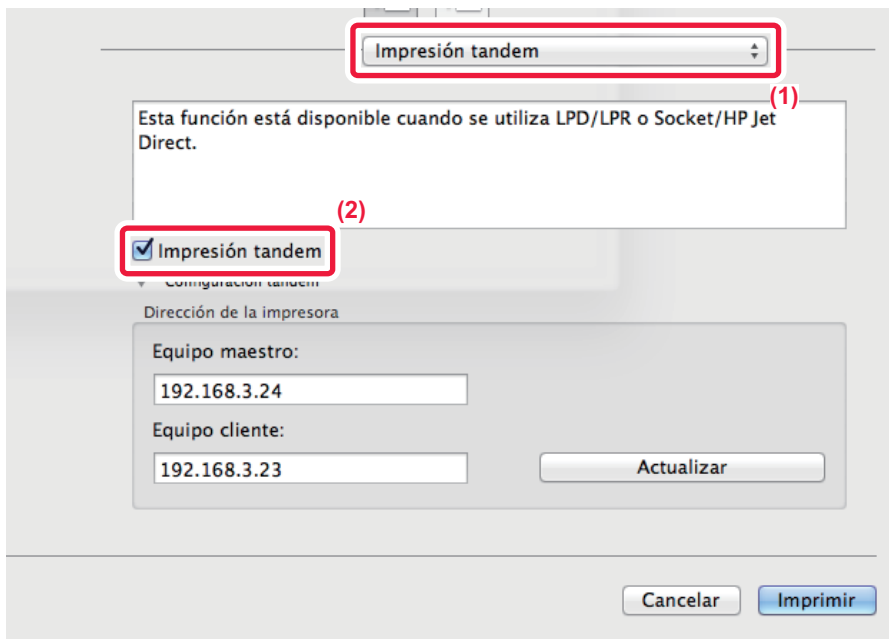 Impresión tandem
(1)
Esta función está disponible cuando se utiliza LPD/LPR o Socket/HP Jet
Direct.
(2)
Impresión tandem
Configuración tandem
Dirección de la impresora
Equipo maestro:
192.168.3.24
Equipo cliente:
192.168.3.23
Actualizar
Cancelar
Imprimir